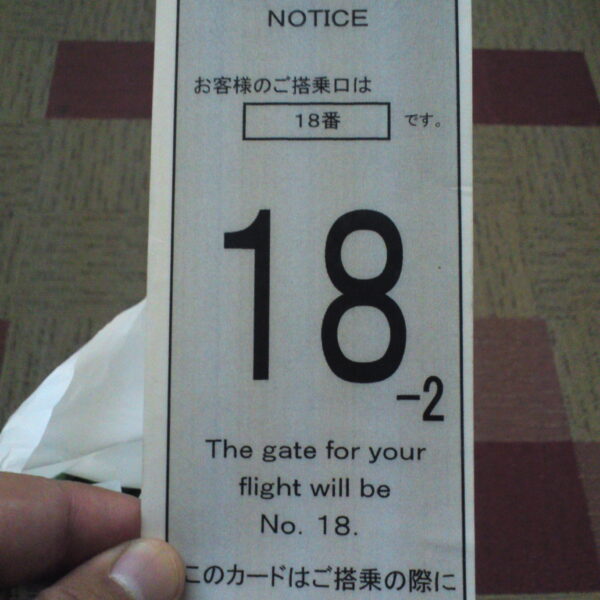 NOTICE
お客様のご搭乗口は
18番 です。
18-2
The gate for your
flight will be
No. 18.
このカードはご搭乗の際に